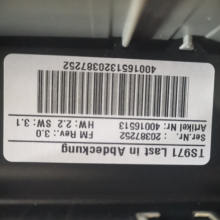 TS971 Last in Abdeckung
Ser.Nr: 20387252 FM Rev.: 3.0
Artikel Nr: 40016513 HW: 2.2 SW: 3.1
4001651320387252